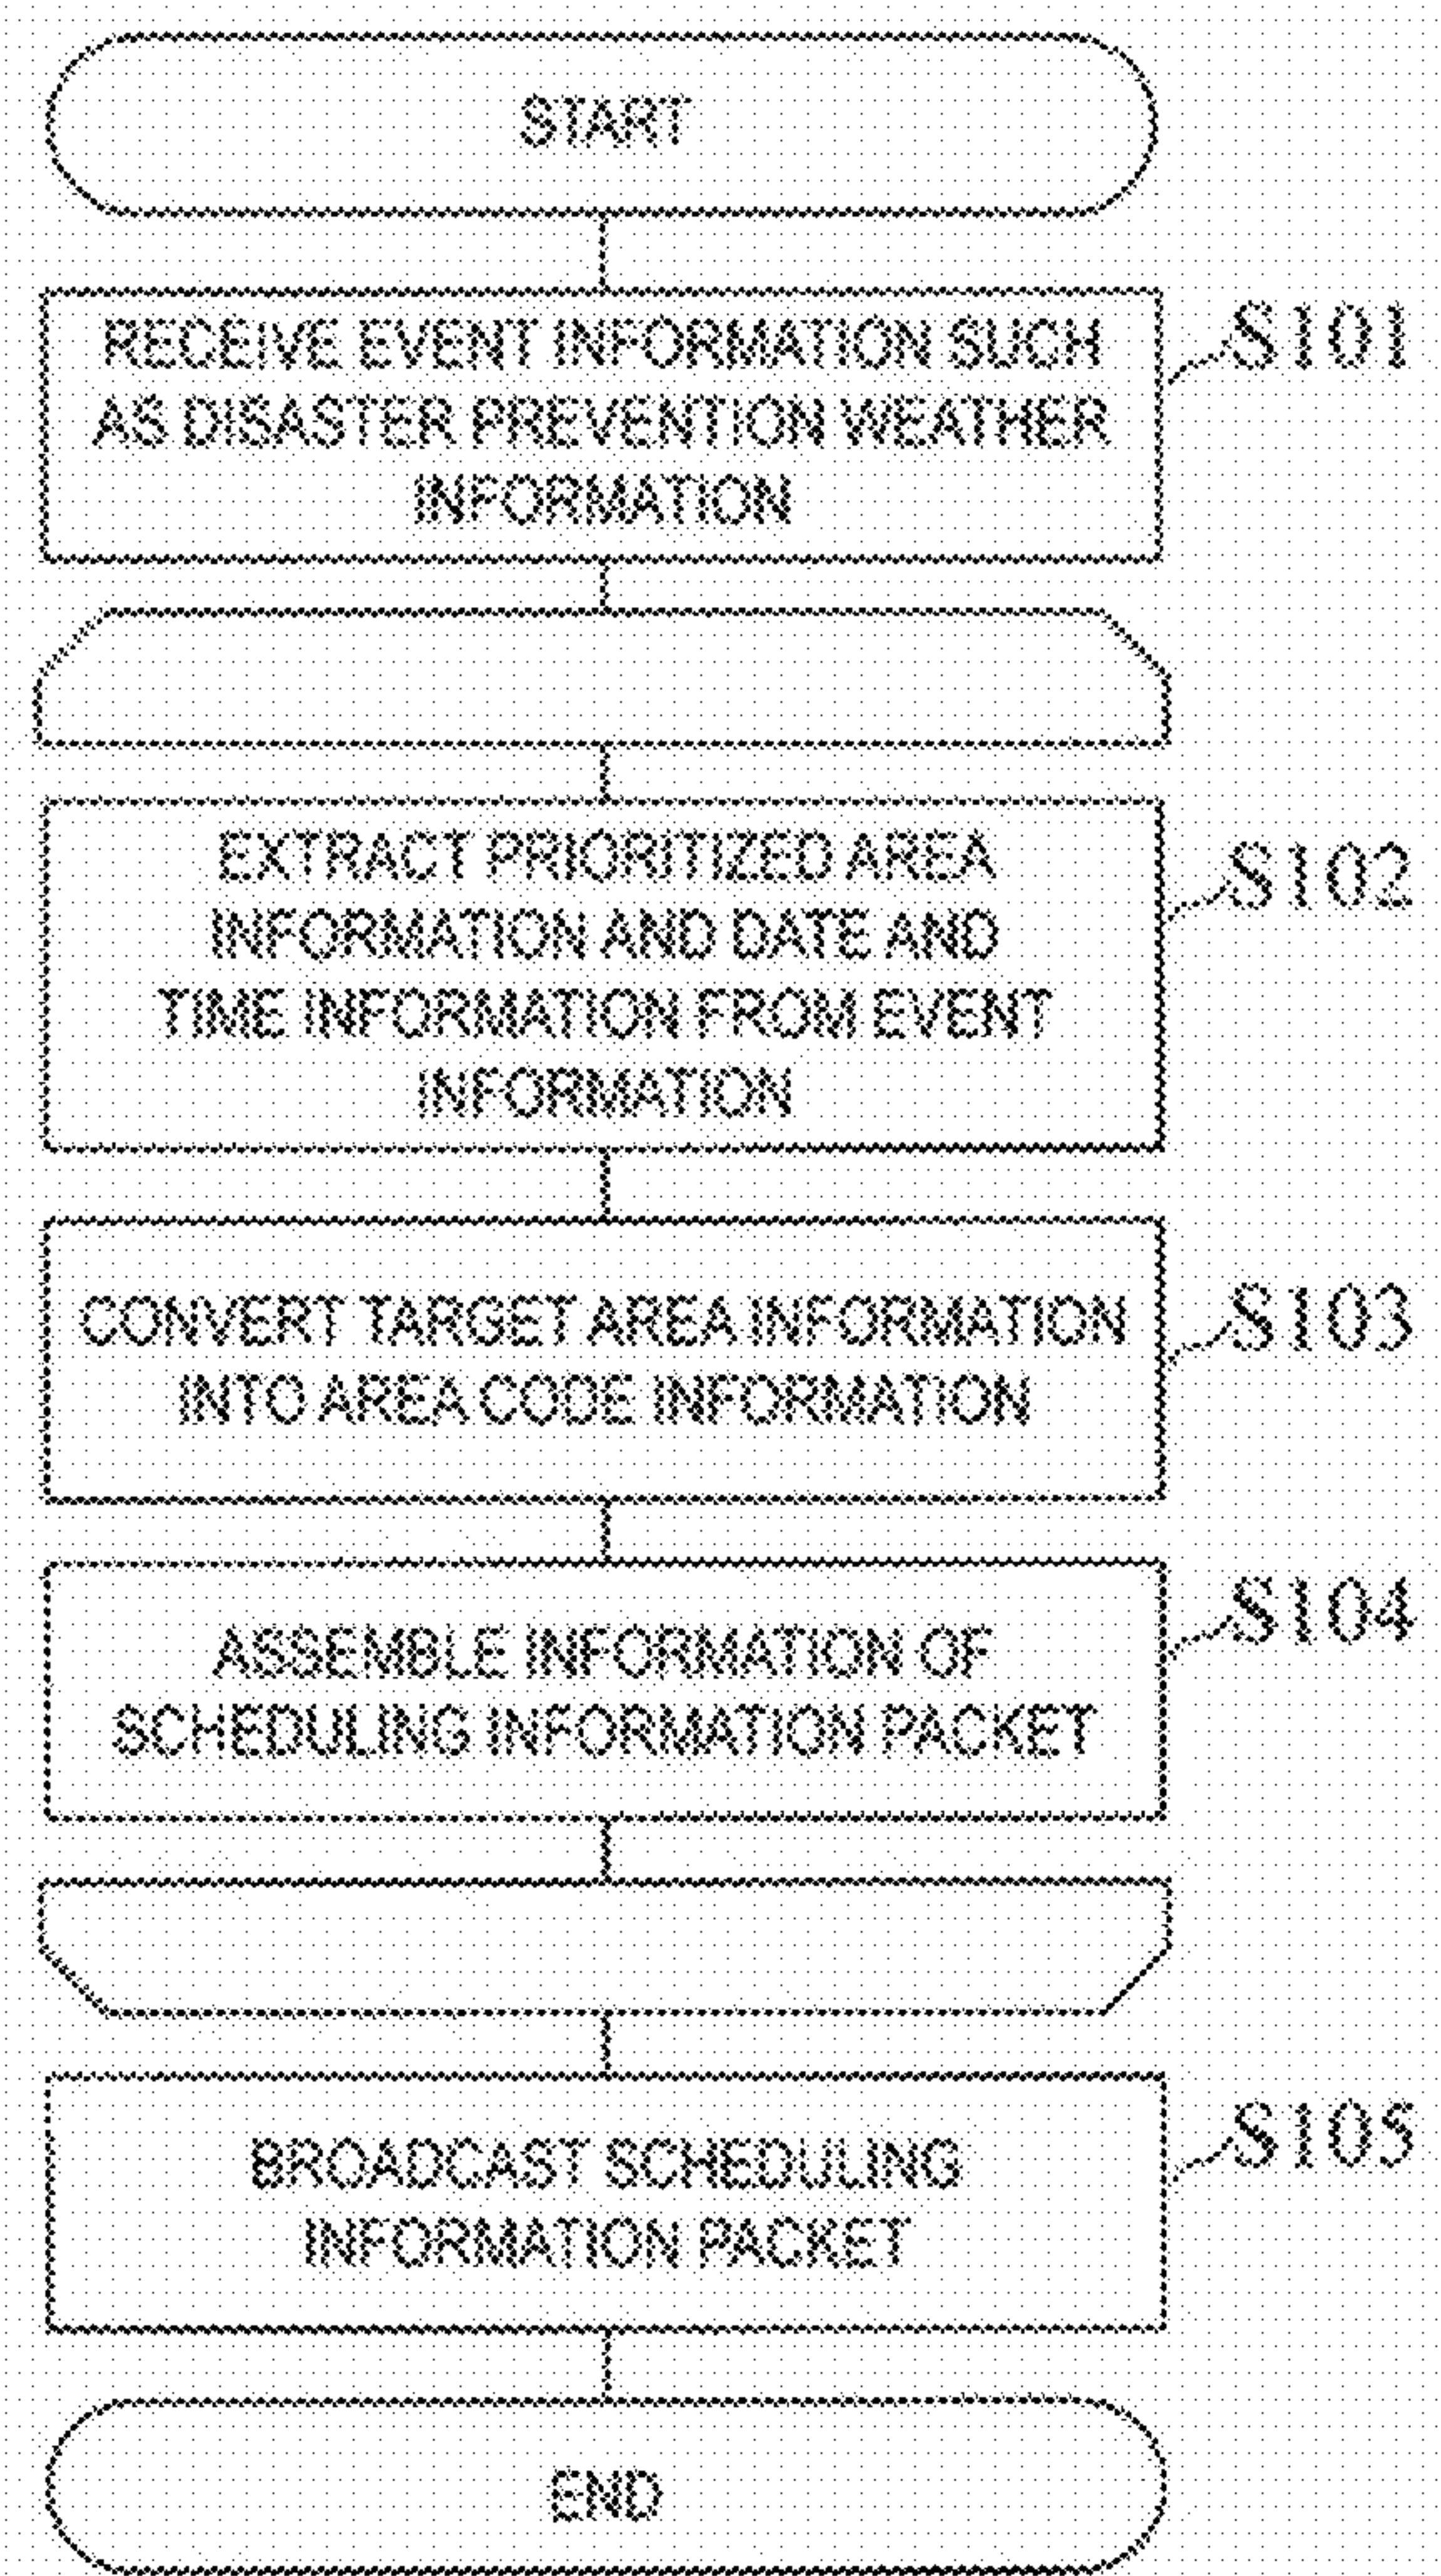 START
RECEIVE EVENT INFORMATION SUCH
AS DISASTER PREVENTION WEATHER
INFORMATION
S101
EXTRACT PRIORITIZED AREA
INFORMATION AND DATE AND
TIME INFORMATION FROM EVENT
INFORMATION
S102
CONVERT TARGET AREA INFORMATION
INTO AREA CODE INFORMATION
S103
ASSEMBLE INFORMATION OF
SCHEDULING INFORMATION PACKET
S104
BROADCAST SCHEDULING
INFORMATION PACKET
S105
END